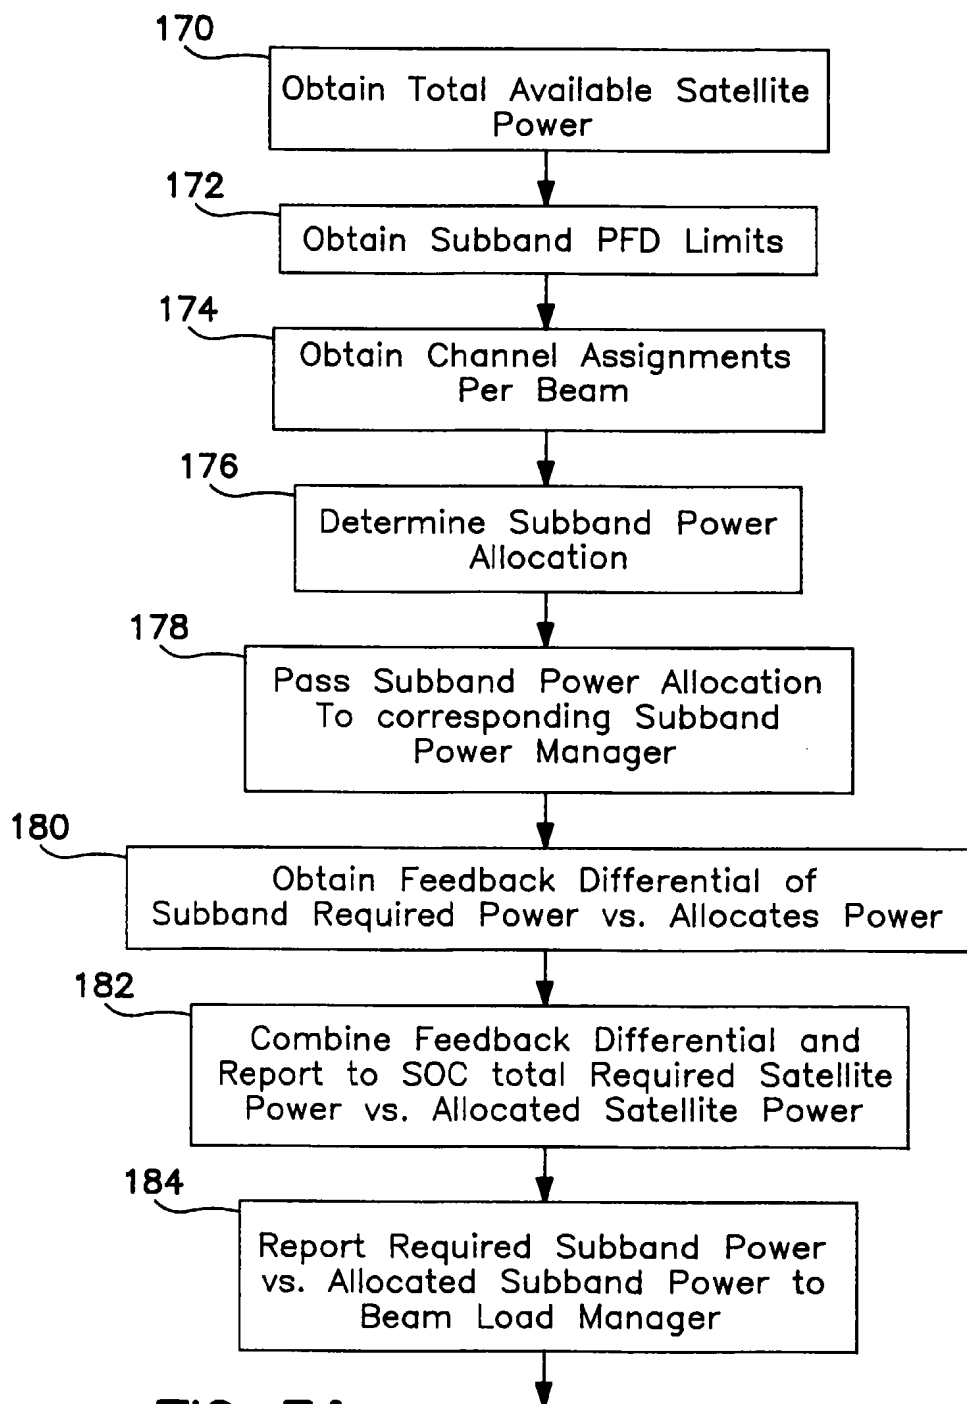 170
Obtain Total Available Satellite
Power
172
Obtain Subband PFD Limits
174
Obtain Channel Assignments
Per Beam
176
Determine Subband Power
Allocation
178
Pass Subband Power Allocation
To corresponding Subband
Power Manager
180
Obtain Feedback Differential of
Subband Required Power vs. Allocates Power
182
Combine Feedback Differential and
Report to SOC total Required Satellite
Power vs. Allocated Satellite Power
184
Report Required Subband Power
vs. Allocated Subband Power to
Beam Load Manager